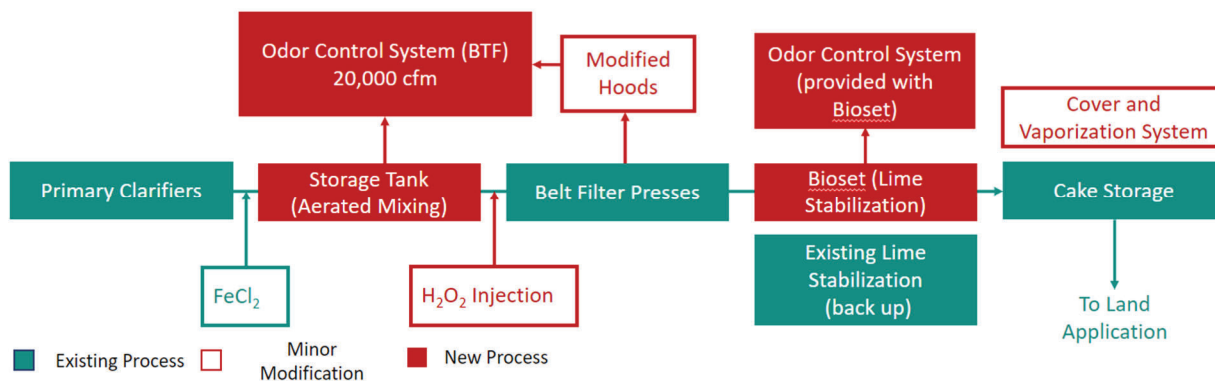 Odor Control System (BTF)
20,000 cfm
Modified
Hoods
Odor Control System
(provided with
Bioset)
Cover and
Vaporization System
Primary Clarifiers
Storage Tank
(Aerated Mixing)
Belt Filter Presses
Bioset (Lime
Stabilization)
Cake Storage
FeCl₂
H₂O₂ Injection
Existing Lime
Stabilization
(back up)
To Land
Application
Existing Process
Minor
Modification
New Process